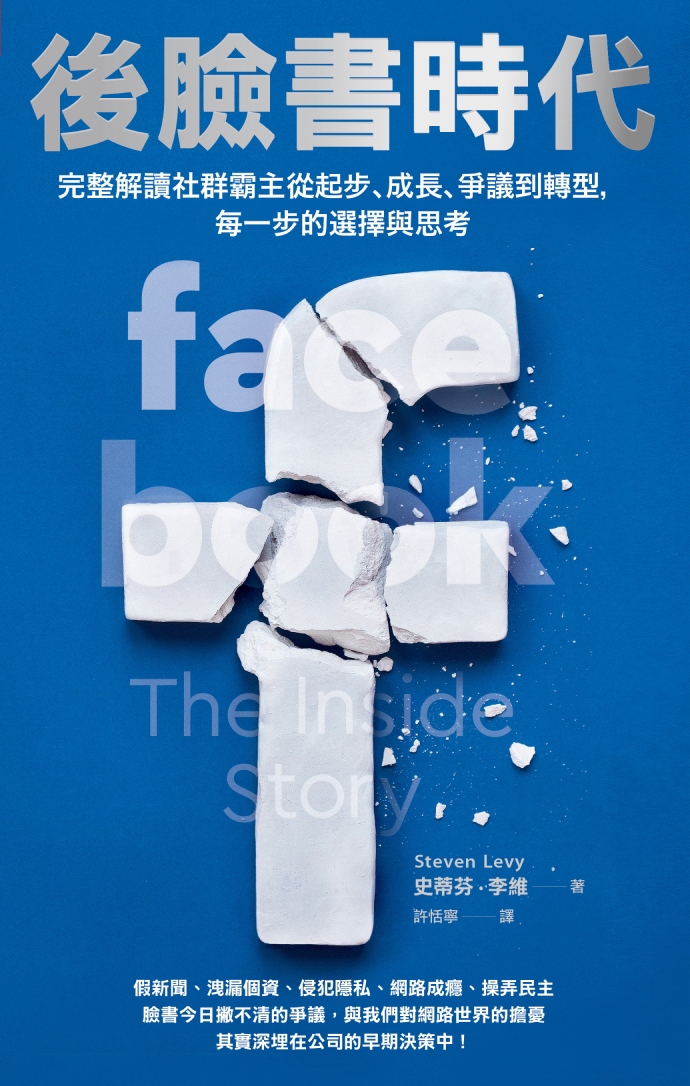 後臉書時代
完整解讀社群霸主從起步、成長、爭議到轉型,
每一步的選擇與思考
face
book
The Inside
Story
Steven Levy
史蒂芬・李維——著
許恬寧——譯
假新聞、洩漏個資、侵犯隱私、網路成癮、操弄民主
臉書今日撇不清的爭議，與我們對網路世界的擔憂
其實深埋在公司的早期決策中！